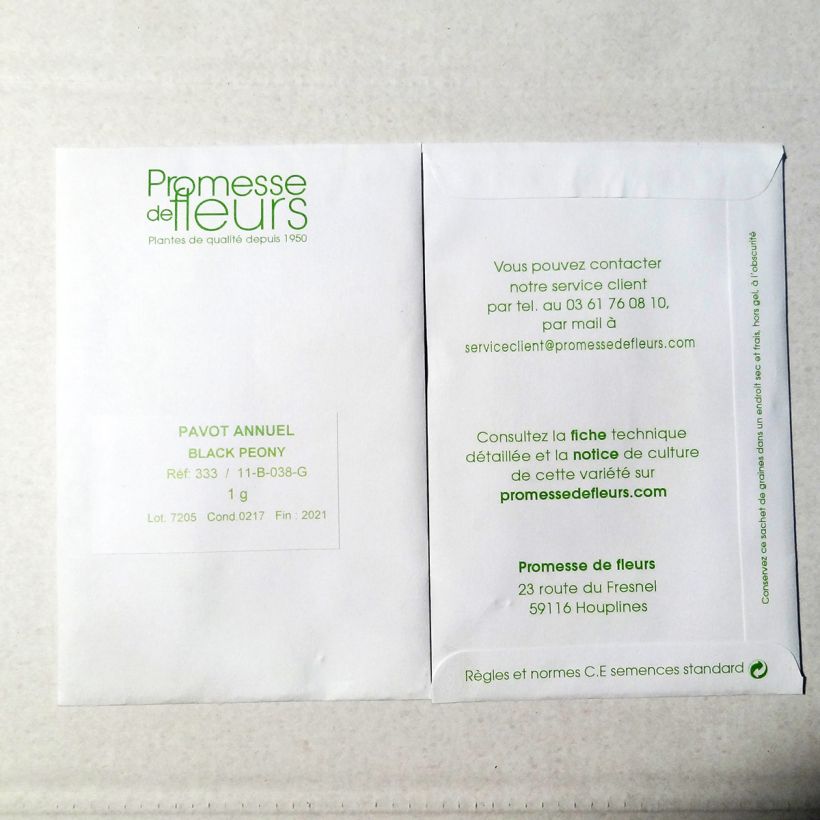 Promesse
de fleurs
Plantes de qualité depuis 1950
PAVOT ANNUEL
BLACK PEONY
Réf: 333 / 11-B-038-G
1 g
Lot. 7205 Cond.0217 Fin : 2021
Vous pouvez contacter
notre service client
par tel. au 03 61 76 08 10,
par mail à
serviceclient@promessedefleurs.com
Consultez la fiche technique
détaillée et la notice de culture
de cette variété sur
promessedefleurs.com
Promesse de fleurs
23 route du Fresnel
59116 Houplines
Règles et normes C.E semences standard
Conservez ce sachet de graines dans un endroit sec et frais, hors gel, à l'obscurité